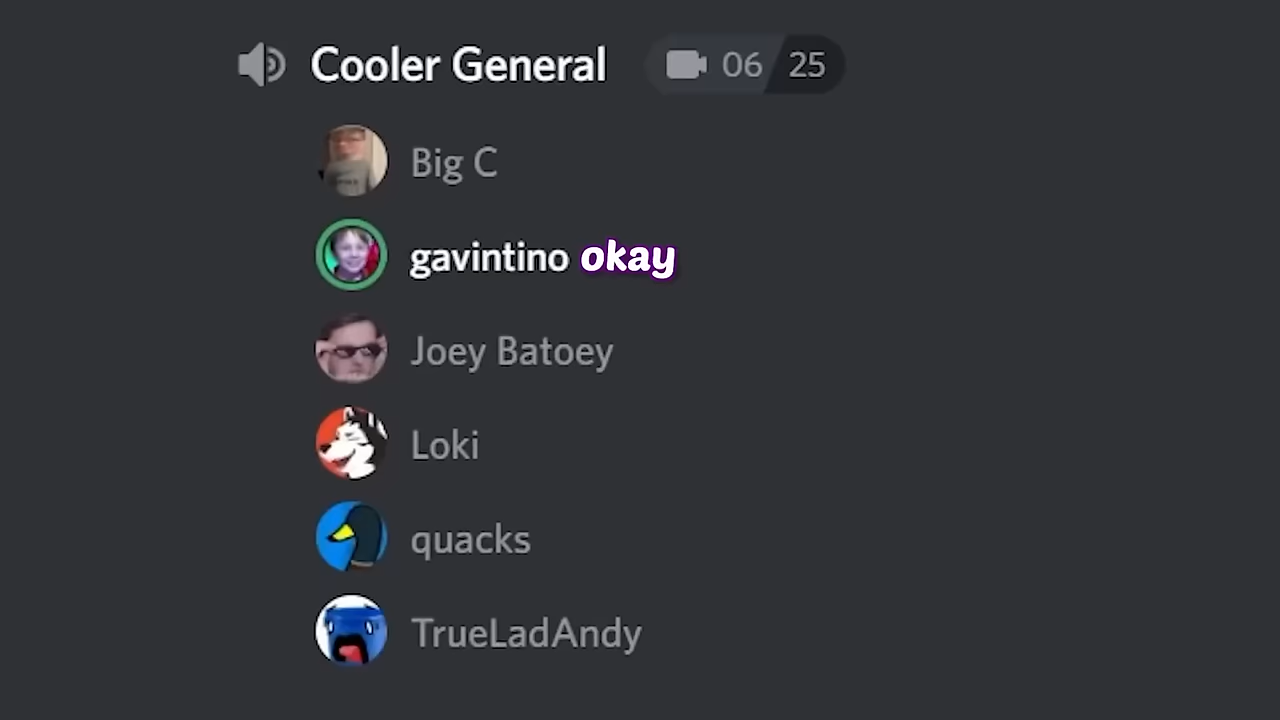 Cooler General 06 25
Big C
gavintino okay
Joey Batoey
Loki
quacks
TrueLadAndy